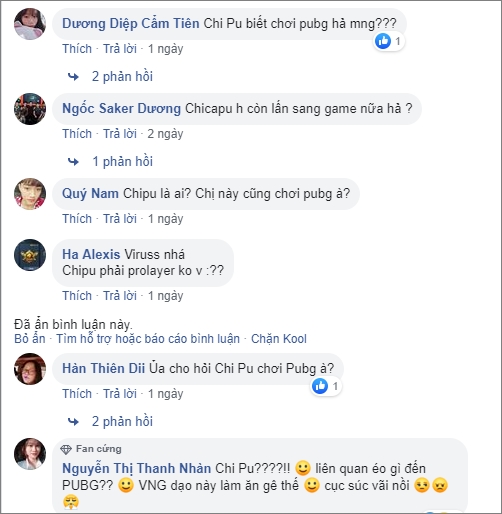 Dương Diệp Cẩm Tiên Chi Pu biết chơi pubg hả mng???
1
Thích · Trả lời · 1 ngày
2 phản hồi
Ngốc Saker Dương Chicapu h còn lấn sang game nữa hả ?
Thích · Trả lời · 2 ngày
1 phản hồi
Quý Nam Chipu là ai? Chị này cũng chơi pubg à?
Thích · Trả lời · 1 ngày
Ha Alexis Viruss nhá
Chipu phải prolayer ko v :??
Thích · Trả lời · 1 ngày
Đã ẩn bình luận này.
Bỏ ẩn · Tìm hỗ trợ hoặc báo cáo bình luận · Chặn Kool
Hàn Thiên Dii Ủa cho hỏi Chi Pu chơi Pubg à?
1
Thích · Trả lời · 1 ngày
2 phản hồi
Fan cứng
Nguyễn Thị Thanh Nhàn Chi Pu????!! 🙂 liên quan éo gì đến
PUBG?? 🙂 VNG dạo này làm ăn gê thế 🙂 cục súc vãi nồi 😒😠
😤